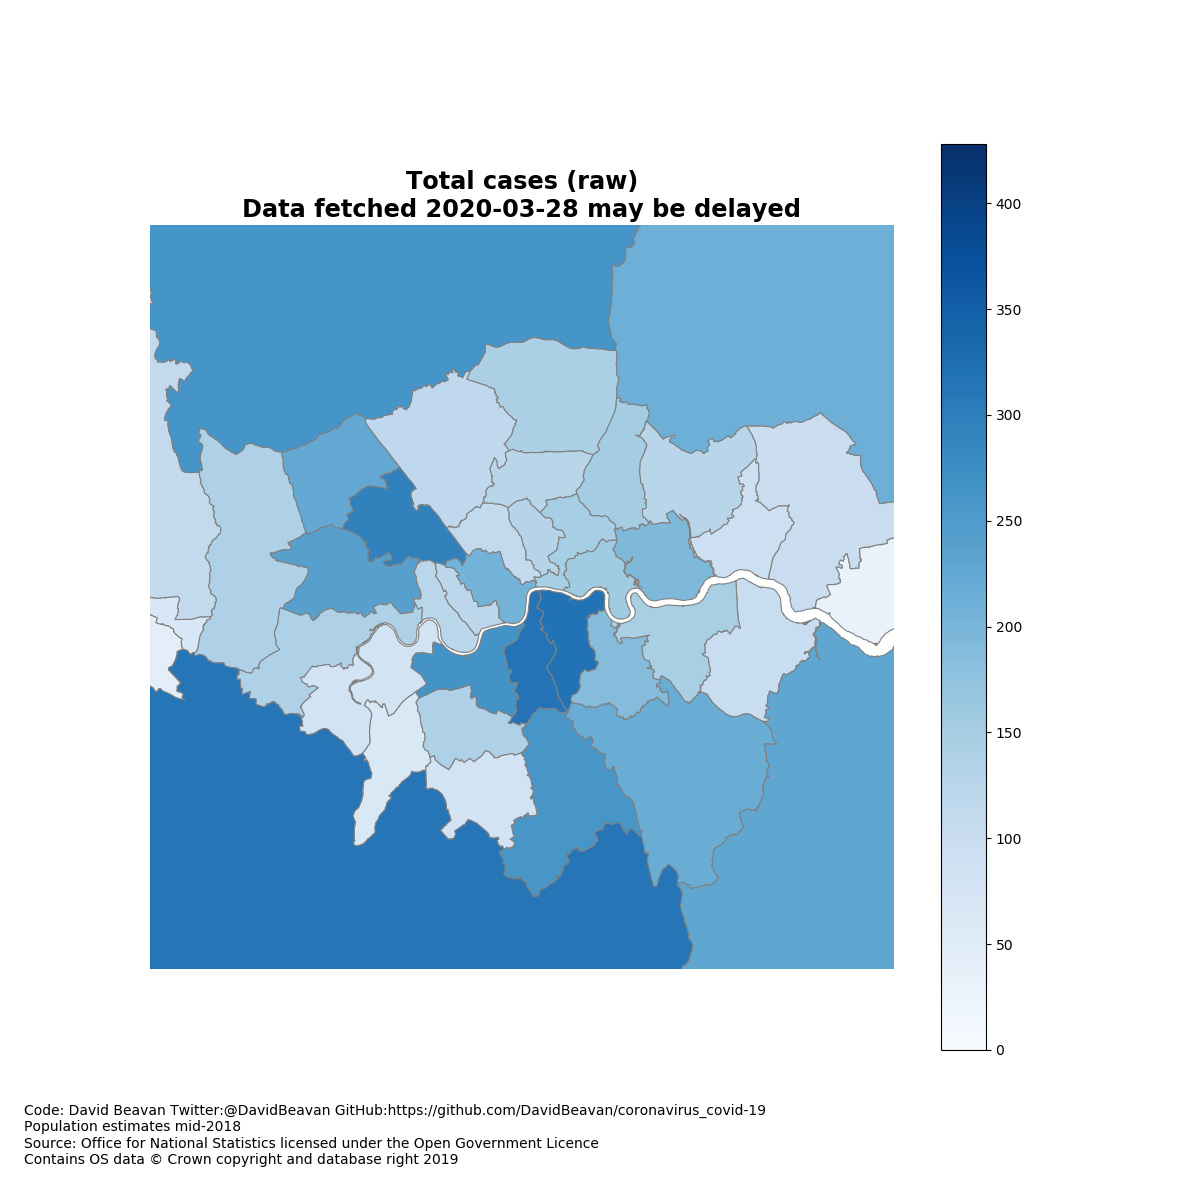 Total cases (raw)
Data fetched 2020-03-28 may be delayed
400
350
300
250
200
150
100
50
0
Code: David Beavan Twitter:@DavidBeavan GitHub:https://github.com/DavidBeavan/coronavirus_covid-19
Population estimates mid-2018
Source: Office for National Statistics licensed under the Open Government Licence
Contains OS data © Crown copyright and database right 2019